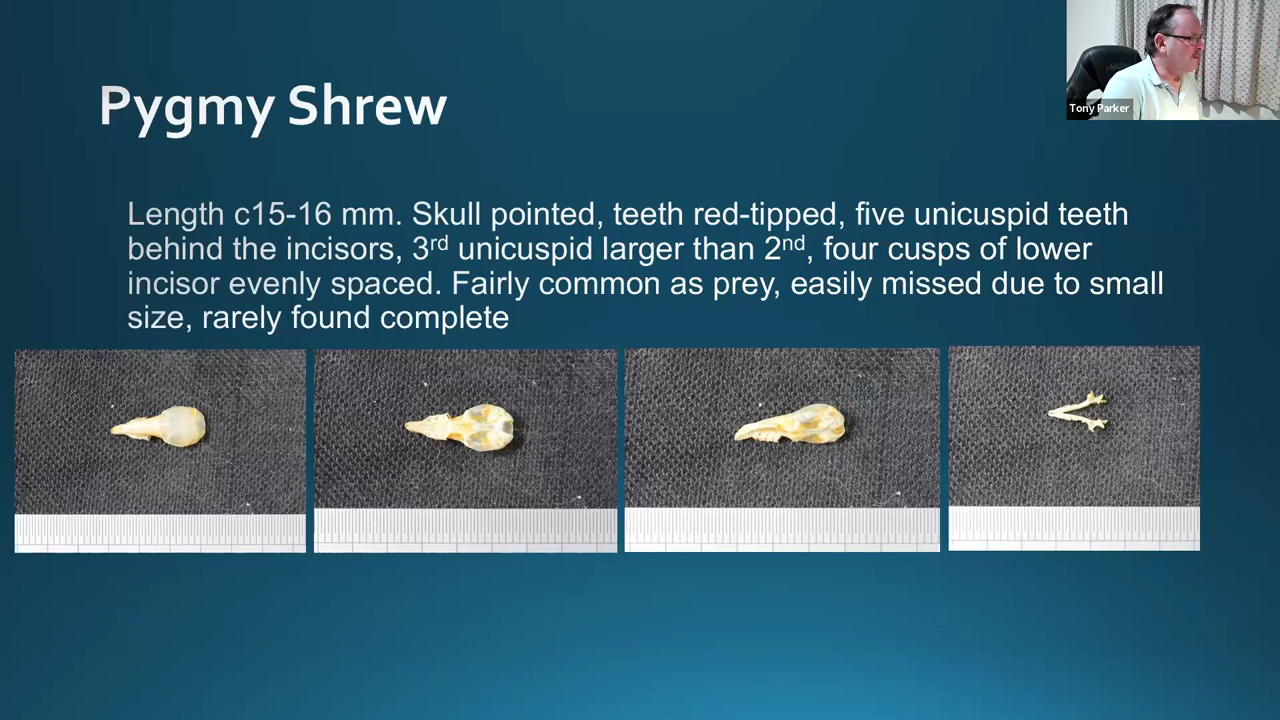 Pygmy Shrew
Tony Parker
Length c15-16 mm. Skull pointed, teeth red-tipped, five unicuspid teeth
behind the incisors, 3rd unicuspid larger than 2nd, four cusps of lower
incisor evenly spaced. Fairly common as prey, easily missed due to small
size, rarely found complete